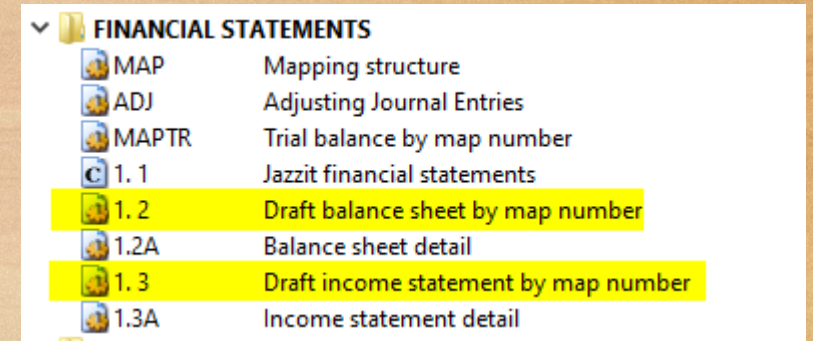 FINANCIAL STATEMENTS
MAP Mapping structure
ADJ Adjusting Journal Entries
MAPTR Trial balance by map number
C 1. 1 Jazzit financial statements
1. 2 Draft balance sheet by map number
1.2A Balance sheet detail
1. 3 Draft income statement by map number
1.3A Income statement detail